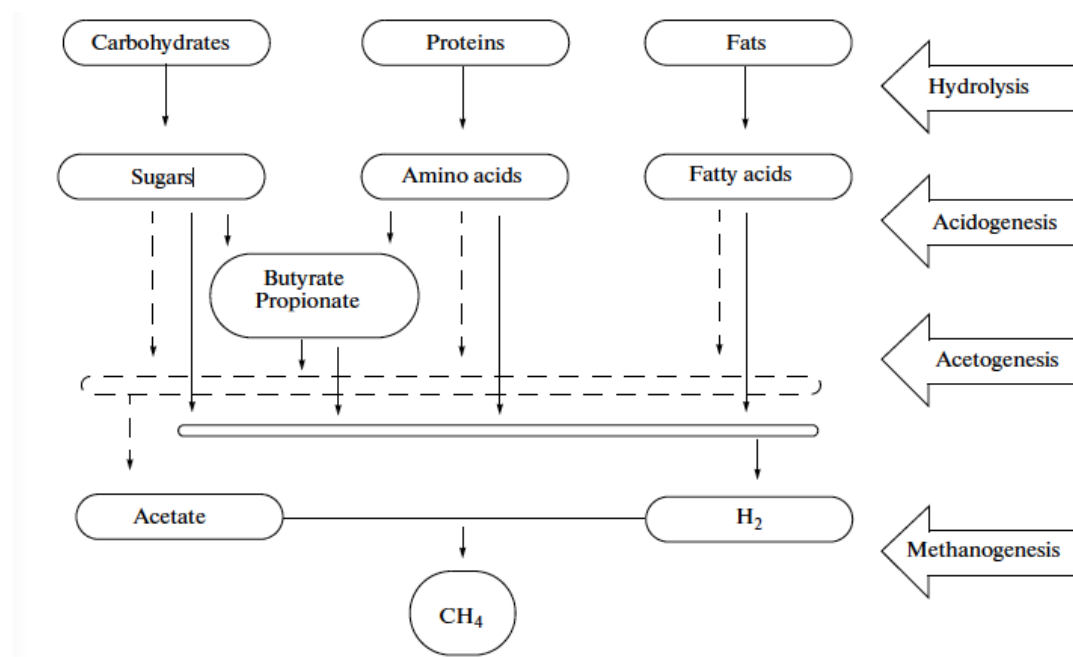 Carbohydrates
Proteins
Fats
Hydrolysis
Sugars
Amino acids
Fatty acids
Acidogenesis
Butyrate
Propionate
Acetogenesis
Acetate
H₂
Methanogenesis
CH₄